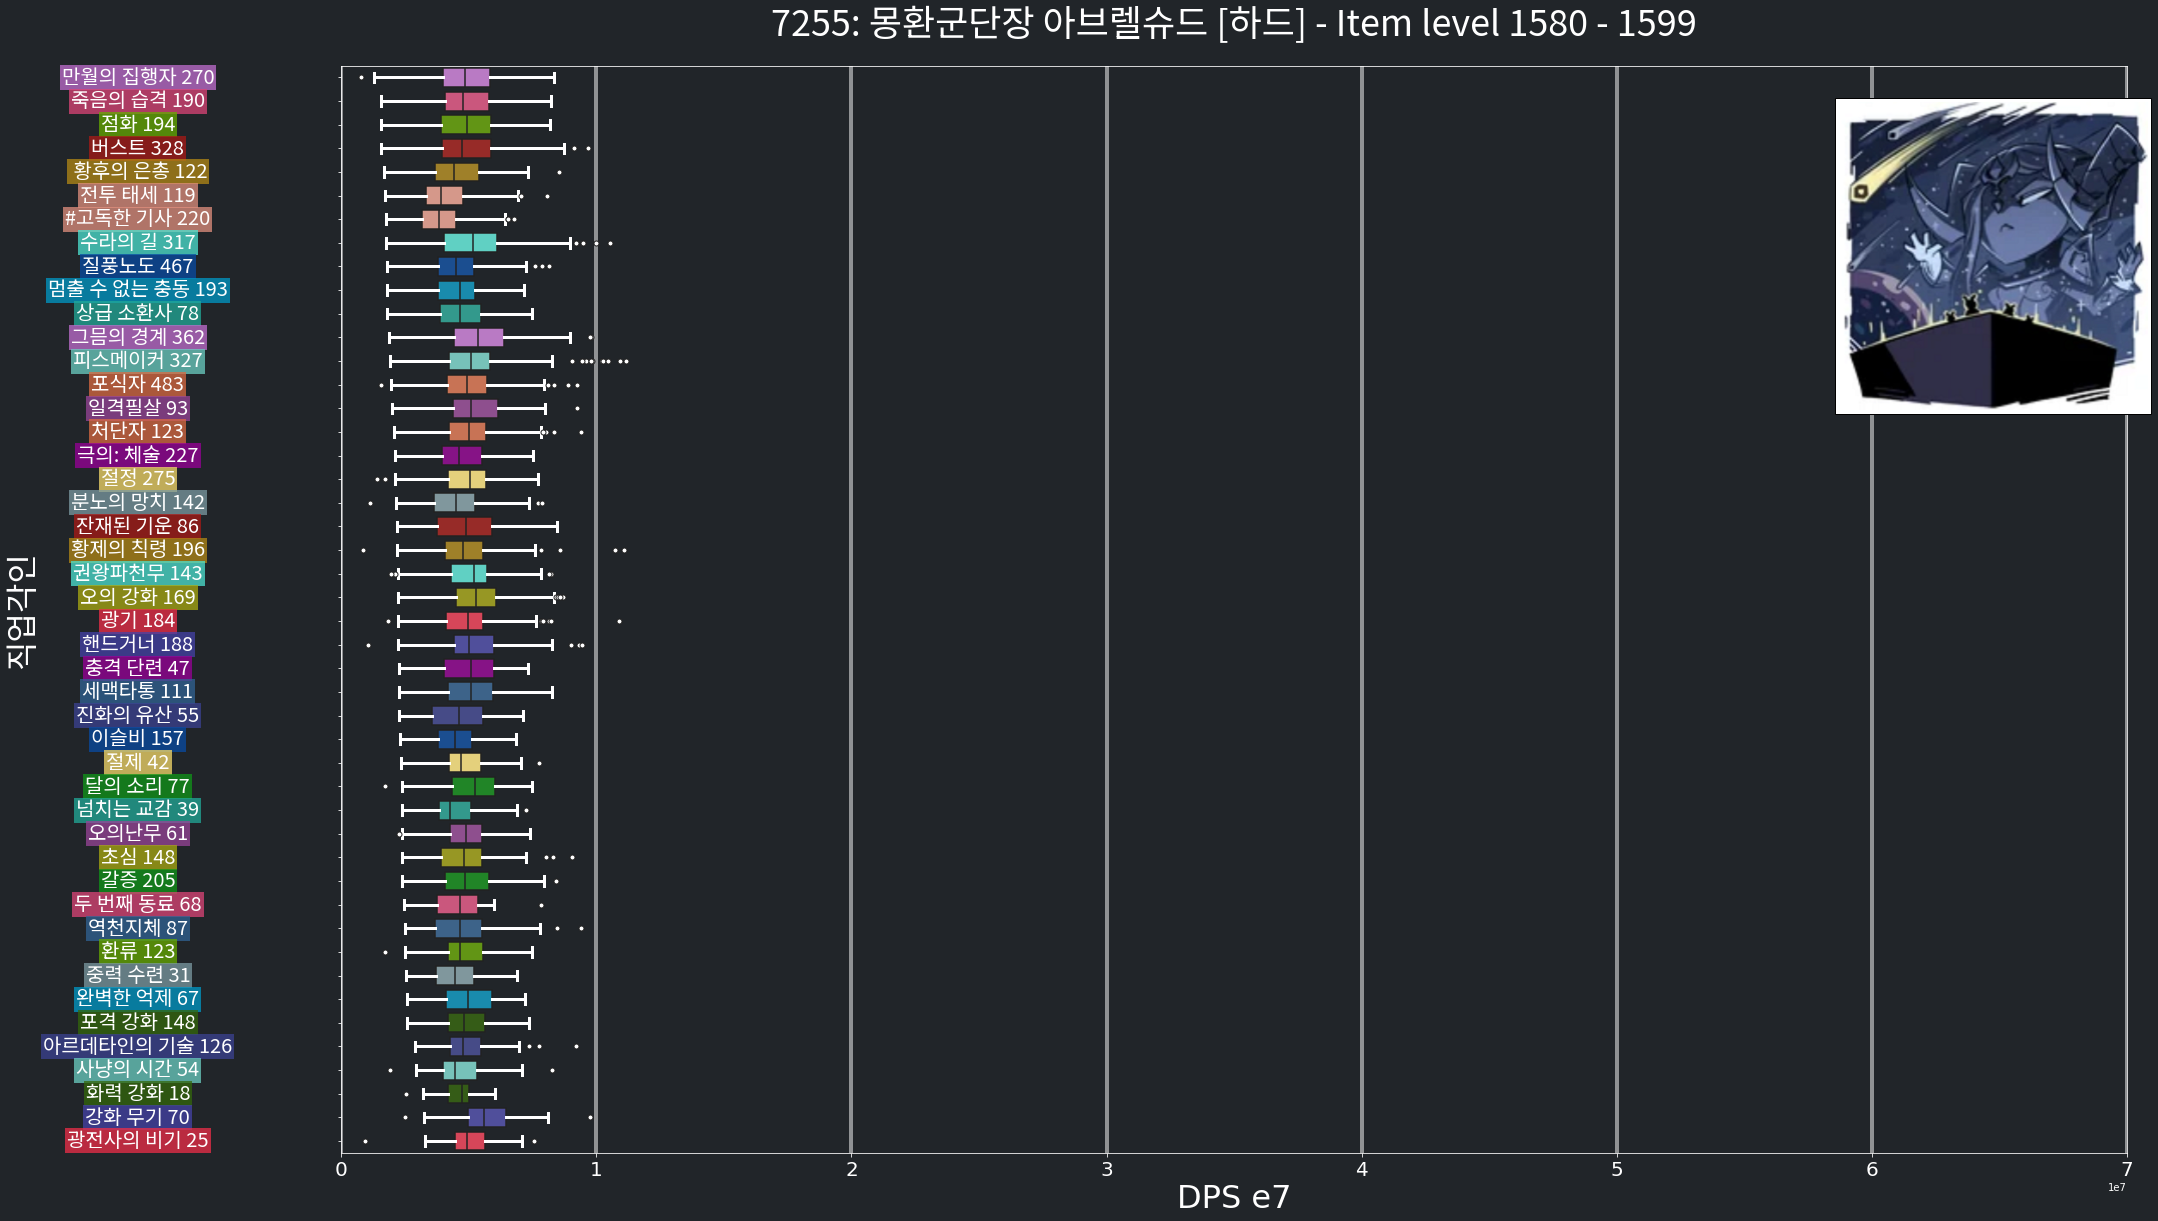 7255: 몽환군단장 아브렐슈드 [하드] - Item level 1580 - 1599
만월의 집행자 270
죽음의 습격 190
점화 194
버스트 328
황후의 은총 122
전투 태세 119
#고독한 기사 220
수라의 길 317
질풍노도 467
멈출 수 없는 충동 193
상급 소환사 78
그믐의 경계 362
피스메이커 327
포식자 483
일격필살 93
처단자 123
극의: 체술 227
절정 275
분노의 망치 142
잔재된 기운 86
황제의 칙령 196
권왕파천무 143
오의 강화 169
광기 184
핸드거너 188
충격 단련 47
세맥타통 111
진화의 유산 55
이슬비 157
절제 42
달의 소리 77
넘치는 교감 39
오의난무 61
초심 148
갈증 205
두 번째 동료 68
역천지체 87
환류 123
중력 수련 31
완벽한 억제 67
포격 강화 148
아르데타인의 기술 126
사냥의 시간 54
화력 강화 18
강화 무기 70
광전사의 비기 25
직업각인
0 1 2 3 4 5 6 7
1e7
DPS e7